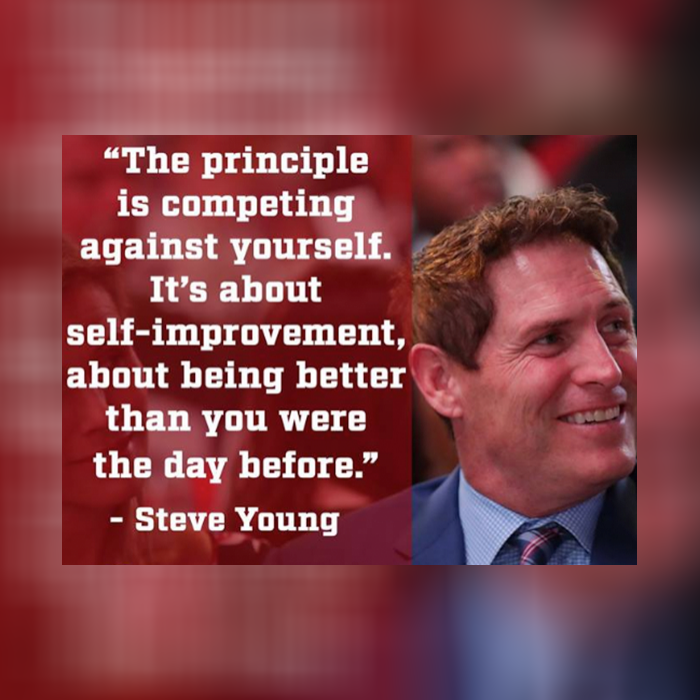 “The principle
is competing
against yourself.
It’s about
self-improvement,
about being better
than you were
the day before.”
- Steve Young